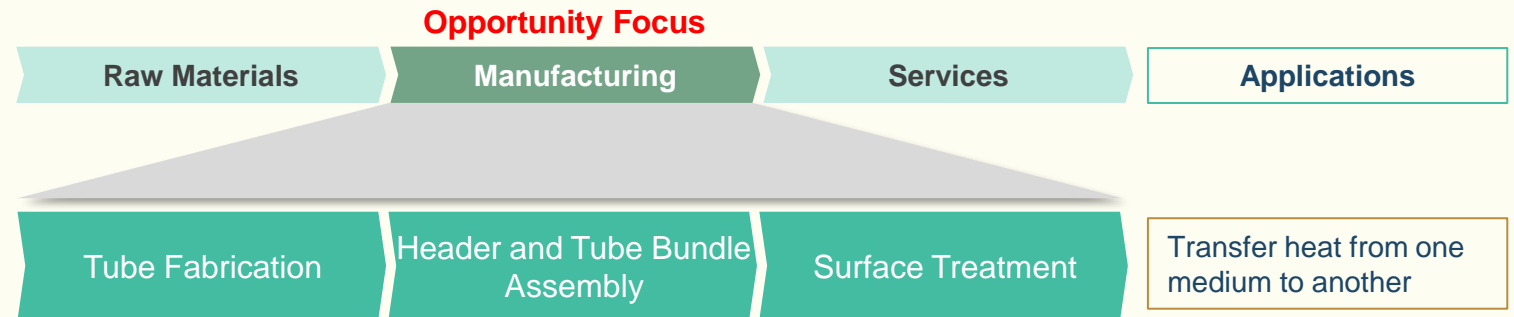 Opportunity Focus
Raw Materials
Manufacturing
Services
Applications
Tube Fabrication
Header and Tube Bundle
Assembly
Surface Treatment
Transfer heat from one
medium to another